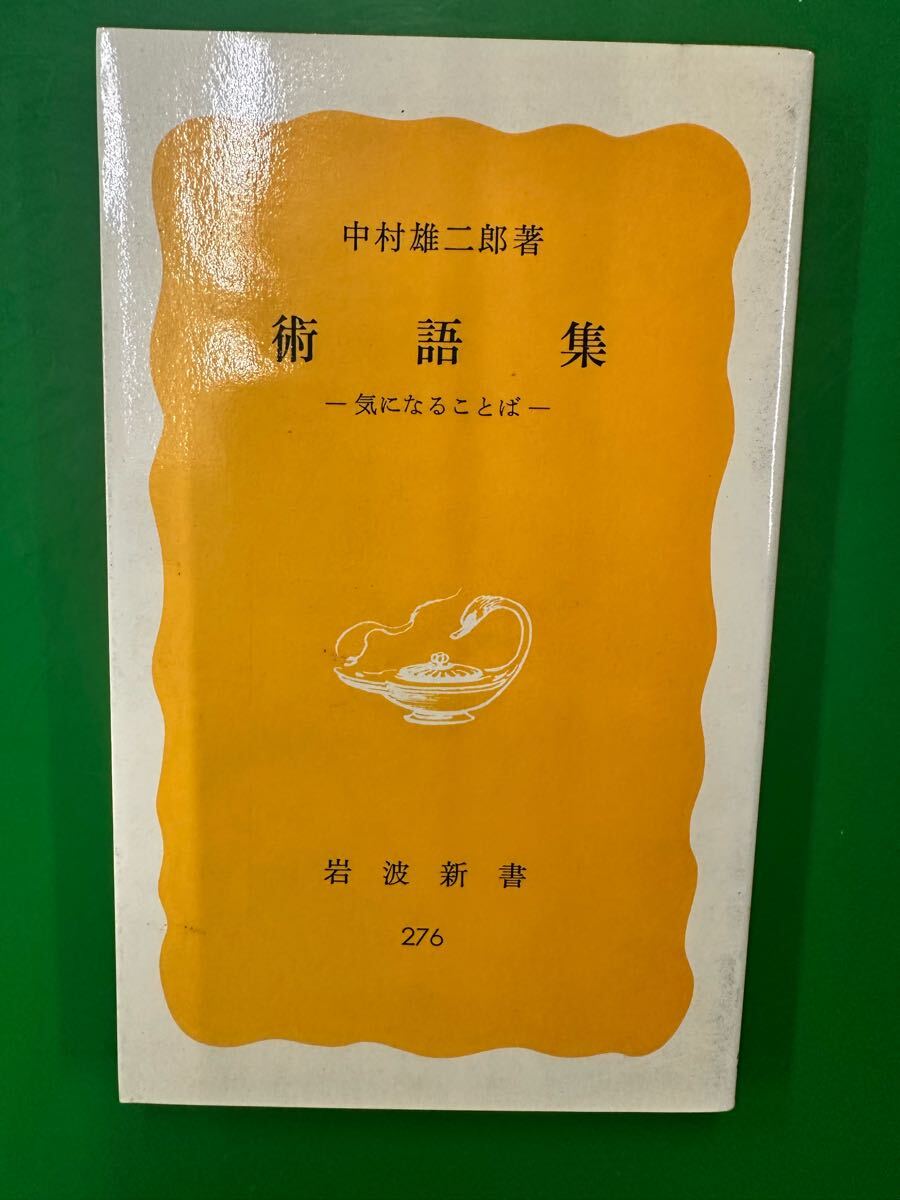 中村雄二郎著
術語集
―気になることば―
岩波新書
276